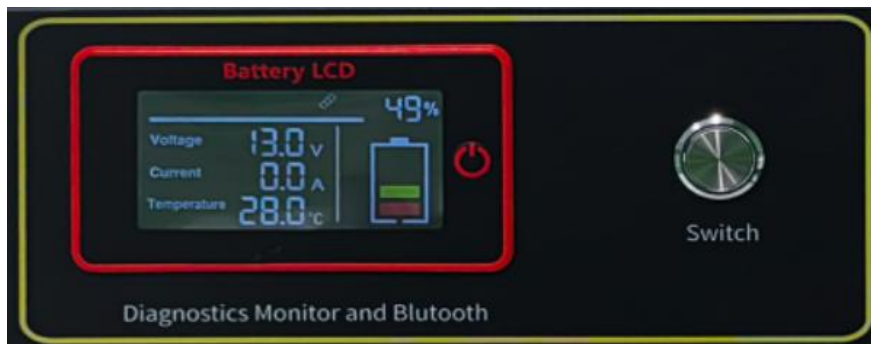 Battery LCD
49%
Voltage 13.0 V
Current 0.0 A
Temperature 28.0 °C
Switch
Diagnostics Monitor and Blutooth